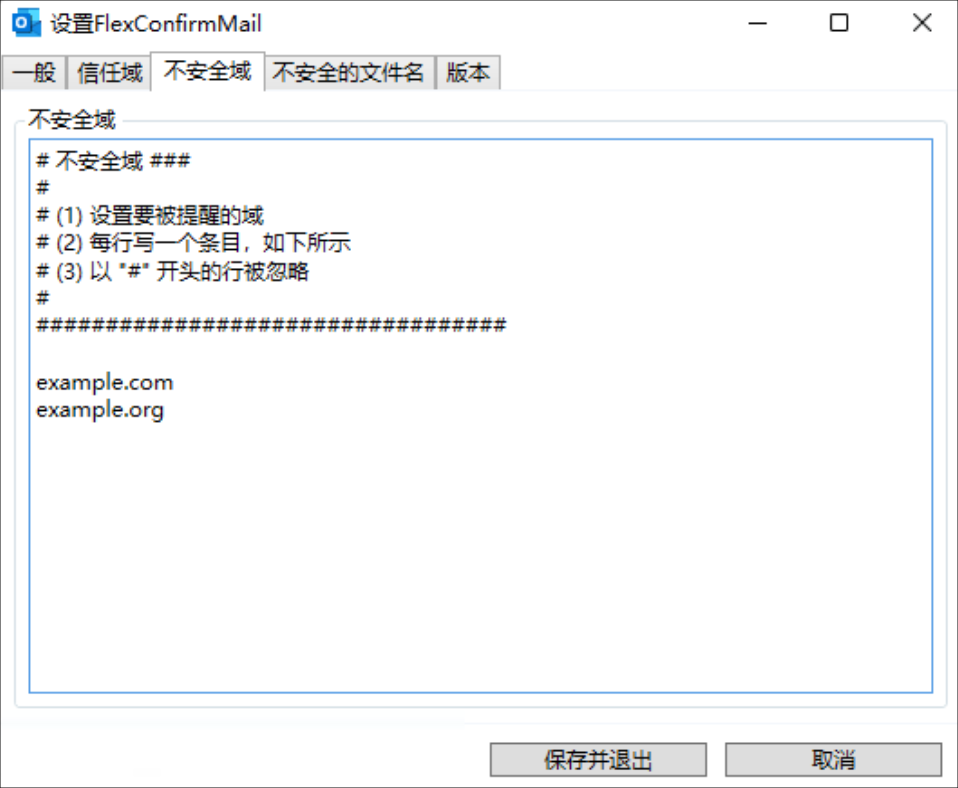 设置FlexConfirmMail
一般 信任域 不安全域 不安全的文件名 版本
不安全域
# 不安全域 ###
#
# (1) 设置要被提醒的域
# (2) 每行写一个条目，如下所示
# (3) 以 "#" 开头的行被忽略
#
##################################
example.com
example.org
保存并退出 取消